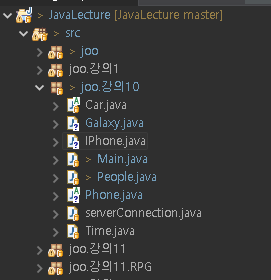 JavaLecture [JavaLecture master]
src
> joo
joo.강의1
> joo.강의10
Car.java
Galaxy.java
IPhone.java
> Main.java
> People.java
Phone.java
serverConnection.java
Time.java
joo.강의11
joo.강의11.RPG